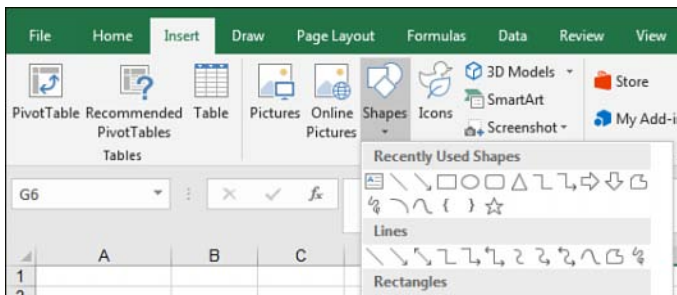 File Home Insert Draw Page Layout Formulas Data Review View
PivotTable Recommended PivotTables Table Pictures Online Pictures Shapes Icons
3D Models
SmartArt
Screenshot
Store
My Add-i
Tables
Recently Used Shapes
G6 fx
Lines
A B C
1
Rectangles